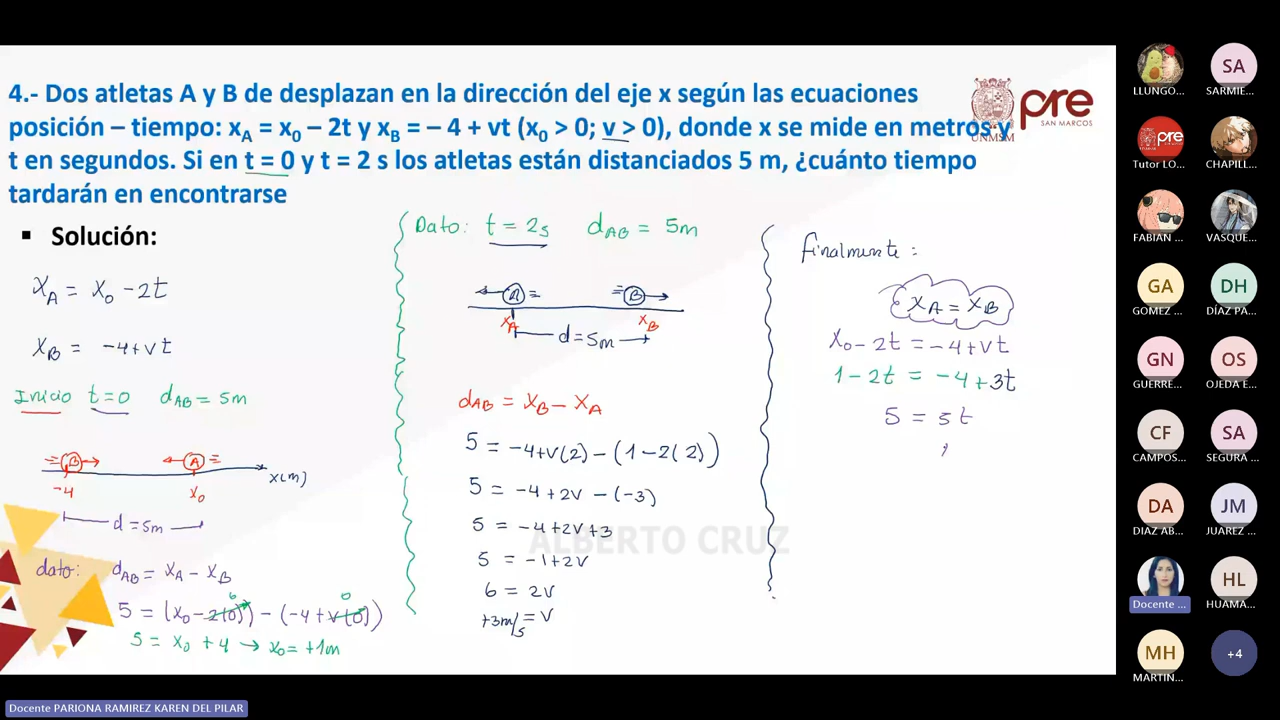 4.- Dos atletas A y B de desplazan en la dirección del eje x según las ecuaciones
posición – tiempo: xA = x0 – 2t y xB = – 4 + vt (x0 > 0; v > 0), donde x se mide en metros y
t en segundos. Si en t = 0 y t = 2 s los atletas están distanciados 5 m, ¿cuánto tiempo
tardarán en encontrarse
UNMSM
pre
SAN MARCOS
▪ Solución:
xA = x0 - 2t
xB = -4+vt
Inicio t=0 dAB = 5m
B A
-4 x0 x(m)
d = 5m
dato: dAB = xA - xB
0 0
5 = (x0 - 2(0)) - (-4 + v(0))
5 = x0 + 4 → x0 = +1m
Dato: t = 2s dAB = 5m
A B
xA xB
d = 5m
dAB = xB - xA
5 = -4+v(2) - (1-2(2))
5 = -4 + 2v - (-3)
5 = -4+2v+3
5 = -1+2v
6 = 2v
+3m/s = v
Finalmente:
xA = xB
x0 - 2t = -4+vt
1 - 2t = -4+3t
5 = 5t
ALBERTO CRUZ
LLUNGO...
SA
SARMIE...
pre
Tutor LO...
CHAPILL...
FABIAN ...
VASQUE...
GA
GOMEZ ...
DH
DÍAZ PA...
GN
GUERRE...
OS
OJEDA E...
CF
CAMPOS...
SA
SEGURA ...
DA
DIAZ AB...
JM
JUAREZ ...
Docente ...
HL
HUAMA...
MH
MARTIN...
+4
Docente PARIONA RAMIREZ KAREN DEL PILAR